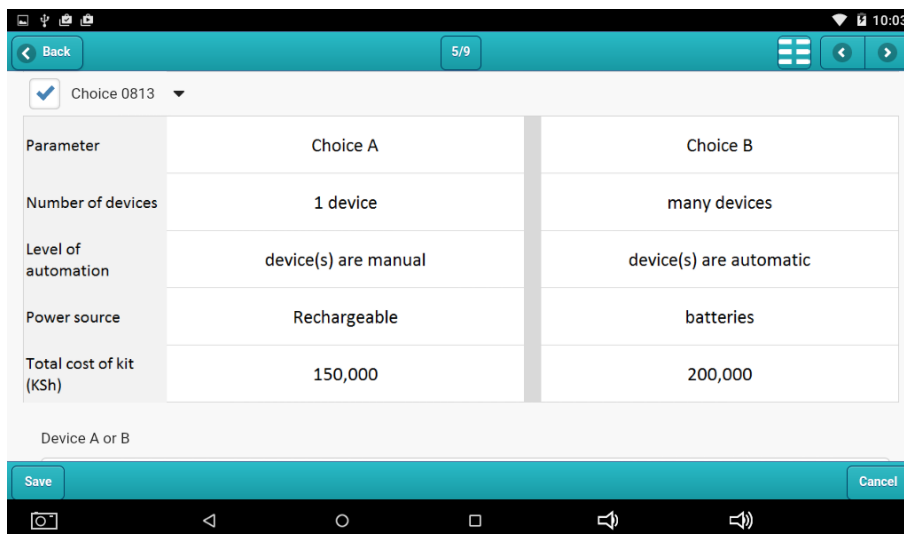 10:03
Back 5/9
Choice 0813
Parameter Choice A Choice B
Number of devices 1 device many devices
Level of
automation device(s) are manual device(s) are automatic
Power source Rechargeable batteries
Total cost of kit
(KSh) 150,000 200,000
Device A or B
Save Cancel